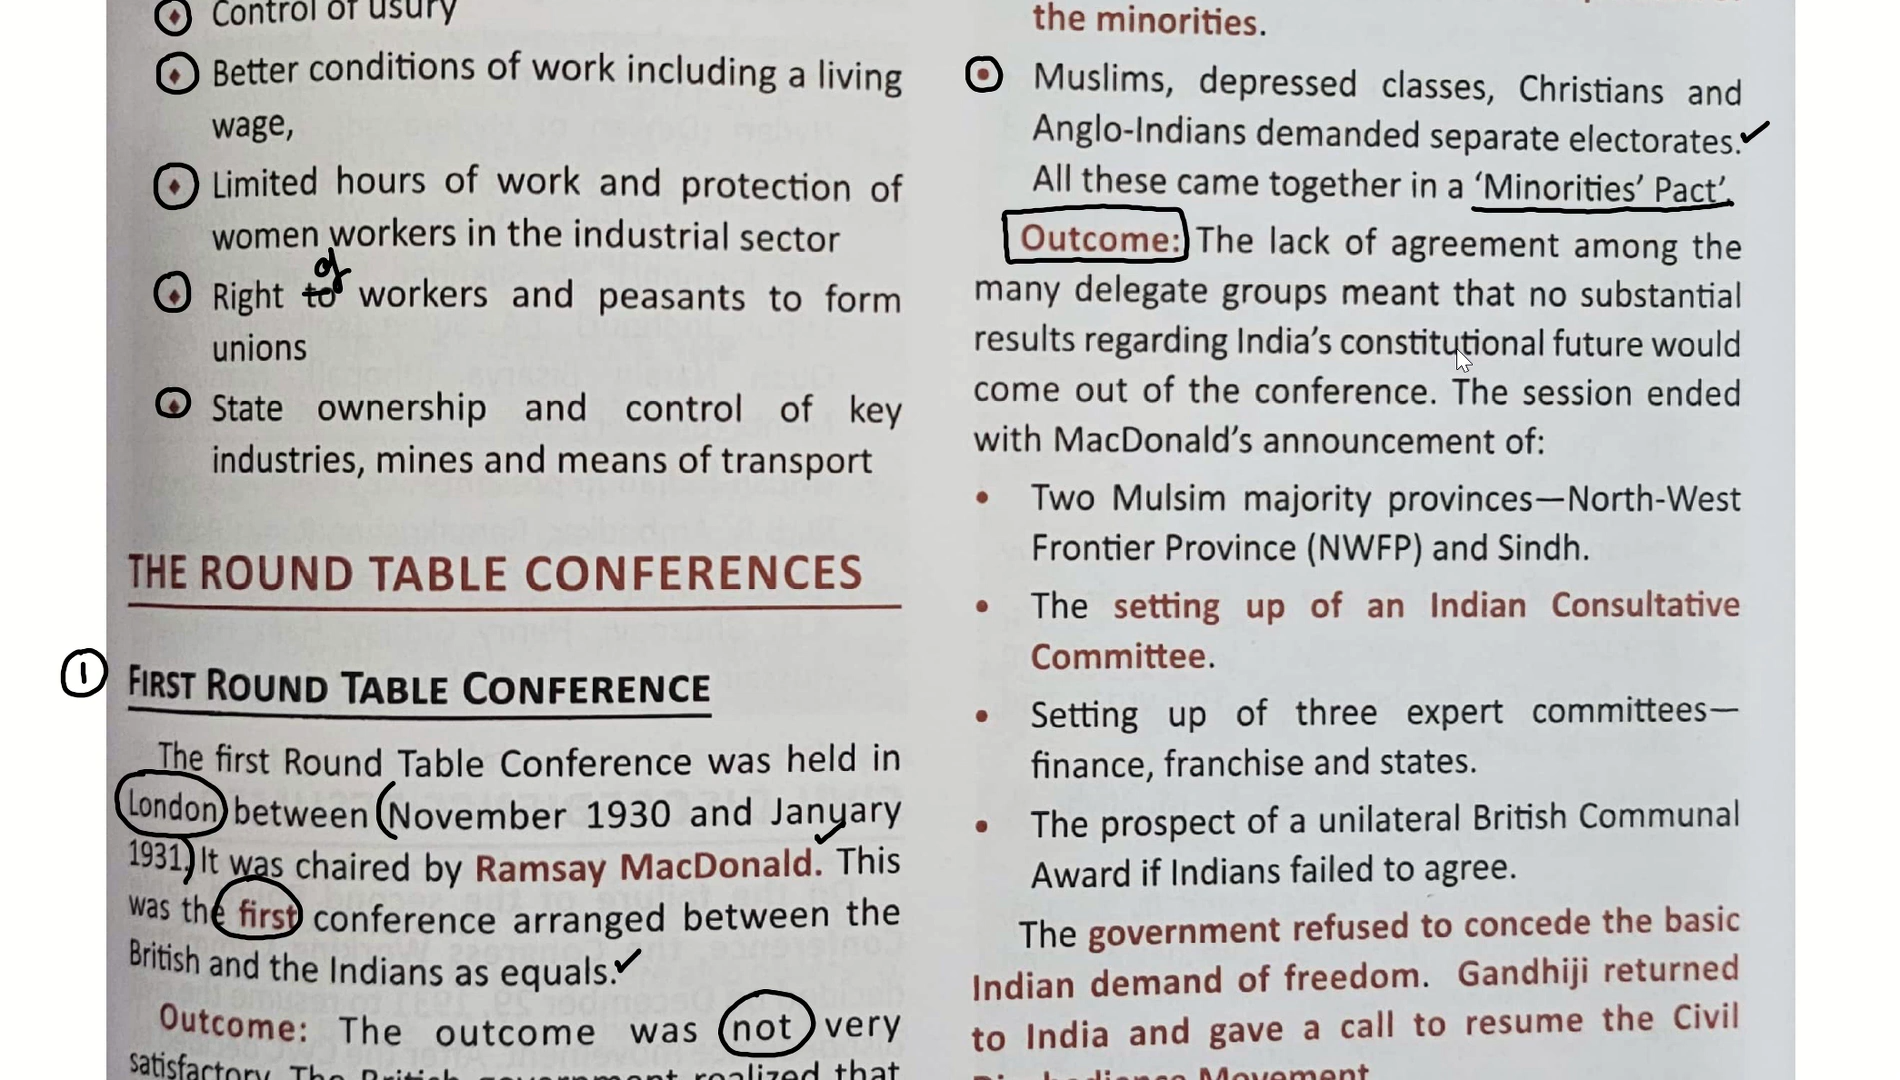 Control of usury
Better conditions of work including a living
wage,
Limited hours of work and protection of
women workers in the industrial sector
of
Right to workers and peasants to form
unions
State ownership and control of key
industries, mines and means of transport
THE ROUND TABLE CONFERENCES
1
FIRST ROUND TABLE CONFERENCE
The first Round Table Conference was held in
London between November 1930 and January
1931. It was chaired by Ramsay MacDonald. This
was the first conference arranged between the
British and the Indians as equals.
Outcome: The outcome was not very
satisfactory. The British government realized that
the minorities.
Muslims, depressed classes, Christians and
Anglo-Indians demanded separate electorates.
All these came together in a ‘Minorities’ Pact’.
Outcome: The lack of agreement among the
many delegate groups meant that no substantial
results regarding India’s constitutional future would
come out of the conference. The session ended
with MacDonald’s announcement of:
Two Mulsim majority provinces—North-West
Frontier Province (NWFP) and Sindh.
The setting up of an Indian Consultative
Committee.
Setting up of three expert committees—
finance, franchise and states.
The prospect of a unilateral British Communal
Award if Indians failed to agree.
The government refused to concede the basic
Indian demand of freedom. Gandhiji returned
to India and gave a call to resume the Civil
Movement